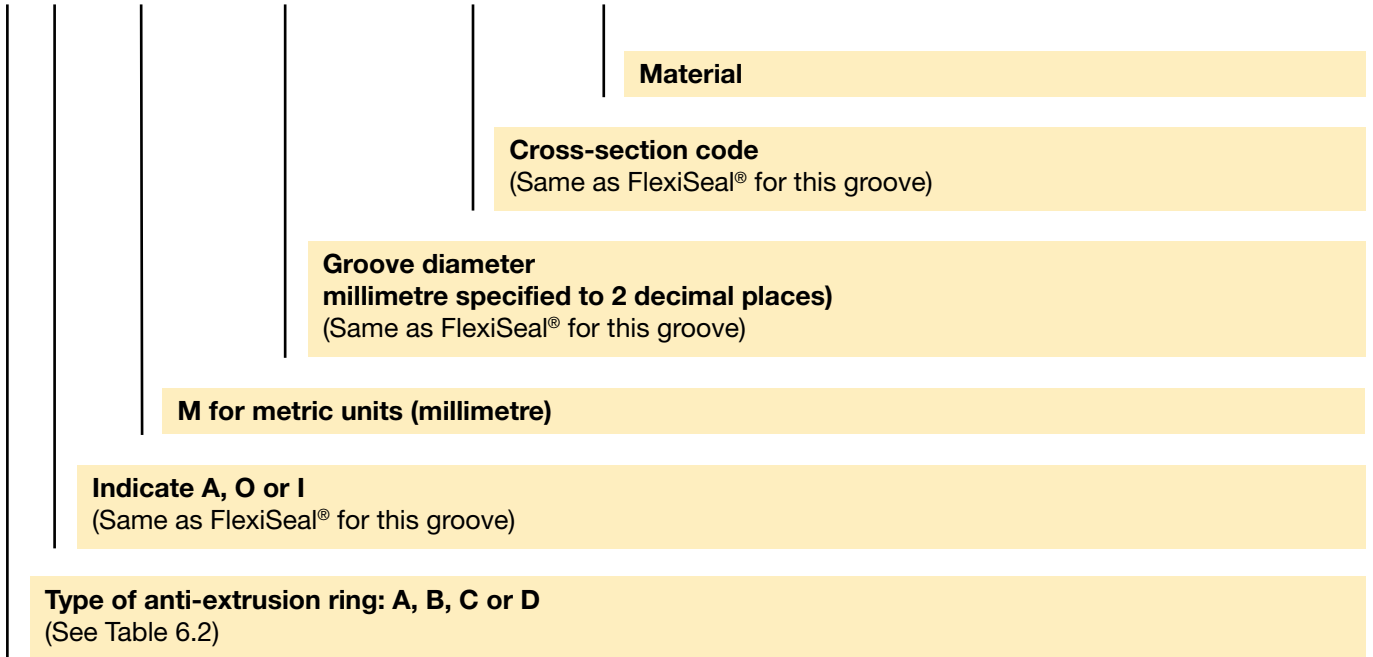 Material
Cross-section code
(Same as FlexiSeal® for this groove)
Groove diameter
millimetre specified to 2 decimal places)
(Same as FlexiSeal® for this groove)
M for metric units (millimetre)
Indicate A, O or I
(Same as FlexiSeal® for this groove)
Type of anti-extrusion ring: A, B, C or D
(See Table 6.2)